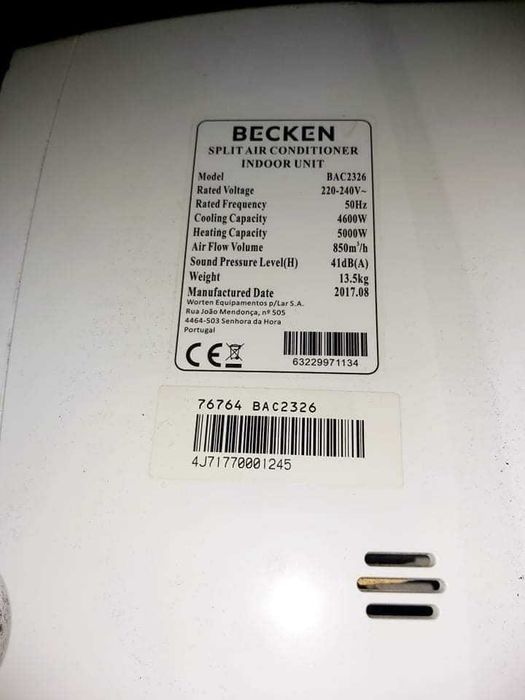 BECKEN
SPLIT AIR CONDITIONER
INDOOR UNIT
Model BAC2326
Rated Voltage 220-240V~
Rated Frequency 50Hz
Cooling Capacity 4600W
Heating Capacity 5000W
Air Flow Volume 850m³/h
Sound Pressure Level(H) 41dB(A)
Weight 13.5kg
Manufactured Date 2017.08
Worten Equipamentos p/Lar S.A.
Rua João Mendonça, nº 505
4464-503 Senhora da Hora
Portugal
CE
63229971134
76764 BAC2326
4J71770001245